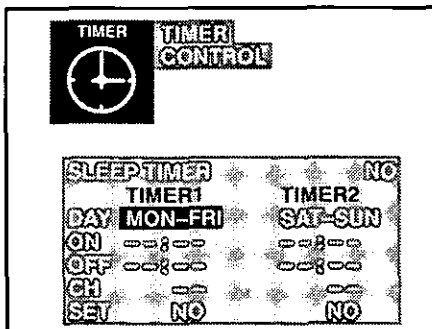 TIMER
TIMER
CONTROL
SLEEP TIMER NO
TIMER1 TIMER2
DAY MON-FRI SAT-SUN
ON --:-- --:--
OFF --:-- --:--
CH -- --
SET NO NO